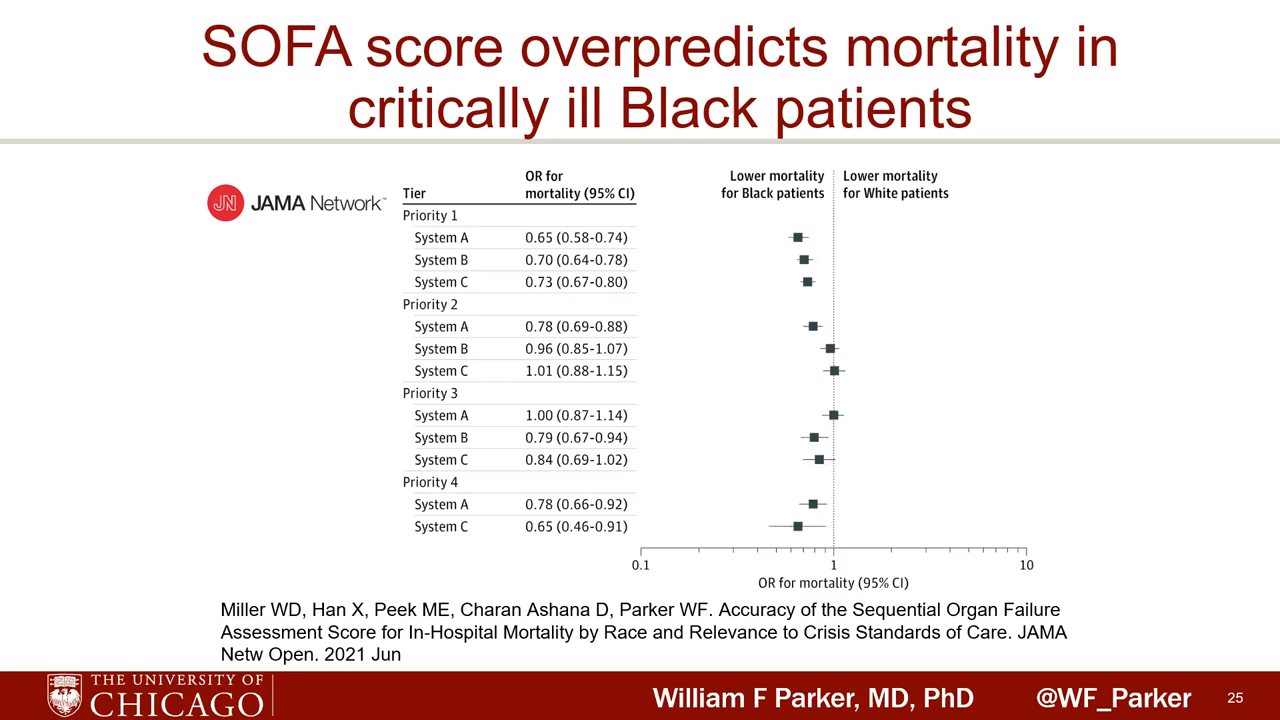 SOFA score overpredicts mortality in
critically ill Black patients
JN JAMA Network™
Tier OR for mortality (95% CI)
Lower mortality for Black patients
Lower mortality for White patients
Priority 1
System A 0.65 (0.58-0.74)
System B 0.70 (0.64-0.78)
System C 0.73 (0.67-0.80)
Priority 2
System A 0.78 (0.69-0.88)
System B 0.96 (0.85-1.07)
System C 1.01 (0.88-1.15)
Priority 3
System A 1.00 (0.87-1.14)
System B 0.79 (0.67-0.94)
System C 0.84 (0.69-1.02)
Priority 4
System A 0.78 (0.66-0.92)
System C 0.65 (0.46-0.91)
0.1 1 10
OR for mortality (95% CI)
Miller WD, Han X, Peek ME, Charan Ashana D, Parker WF. Accuracy of the Sequential Organ Failure
Assessment Score for In-Hospital Mortality by Race and Relevance to Crisis Standards of Care. JAMA
Netw Open. 2021 Jun
THE UNIVERSITY OF
CHICAGO
William F Parker, MD, PhD @WF_Parker 25